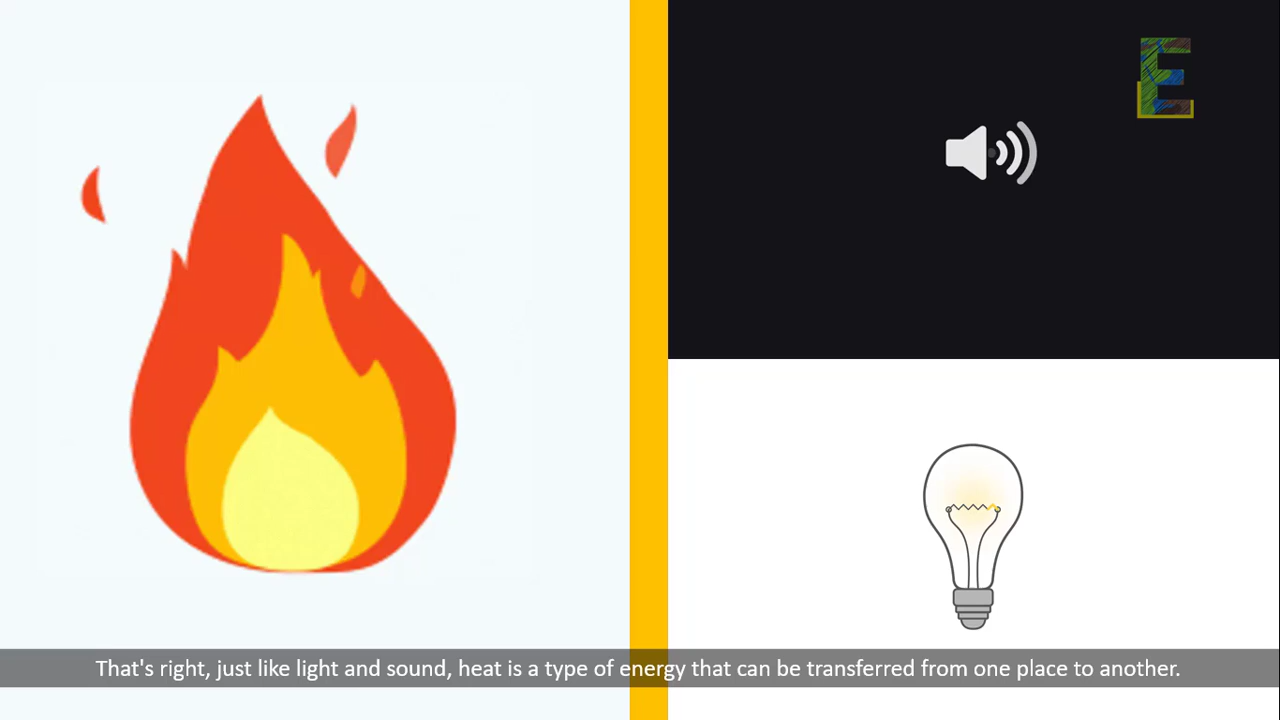 E
That's right, just like light and sound, heat is a type of energy that can be transferred from one place to another.